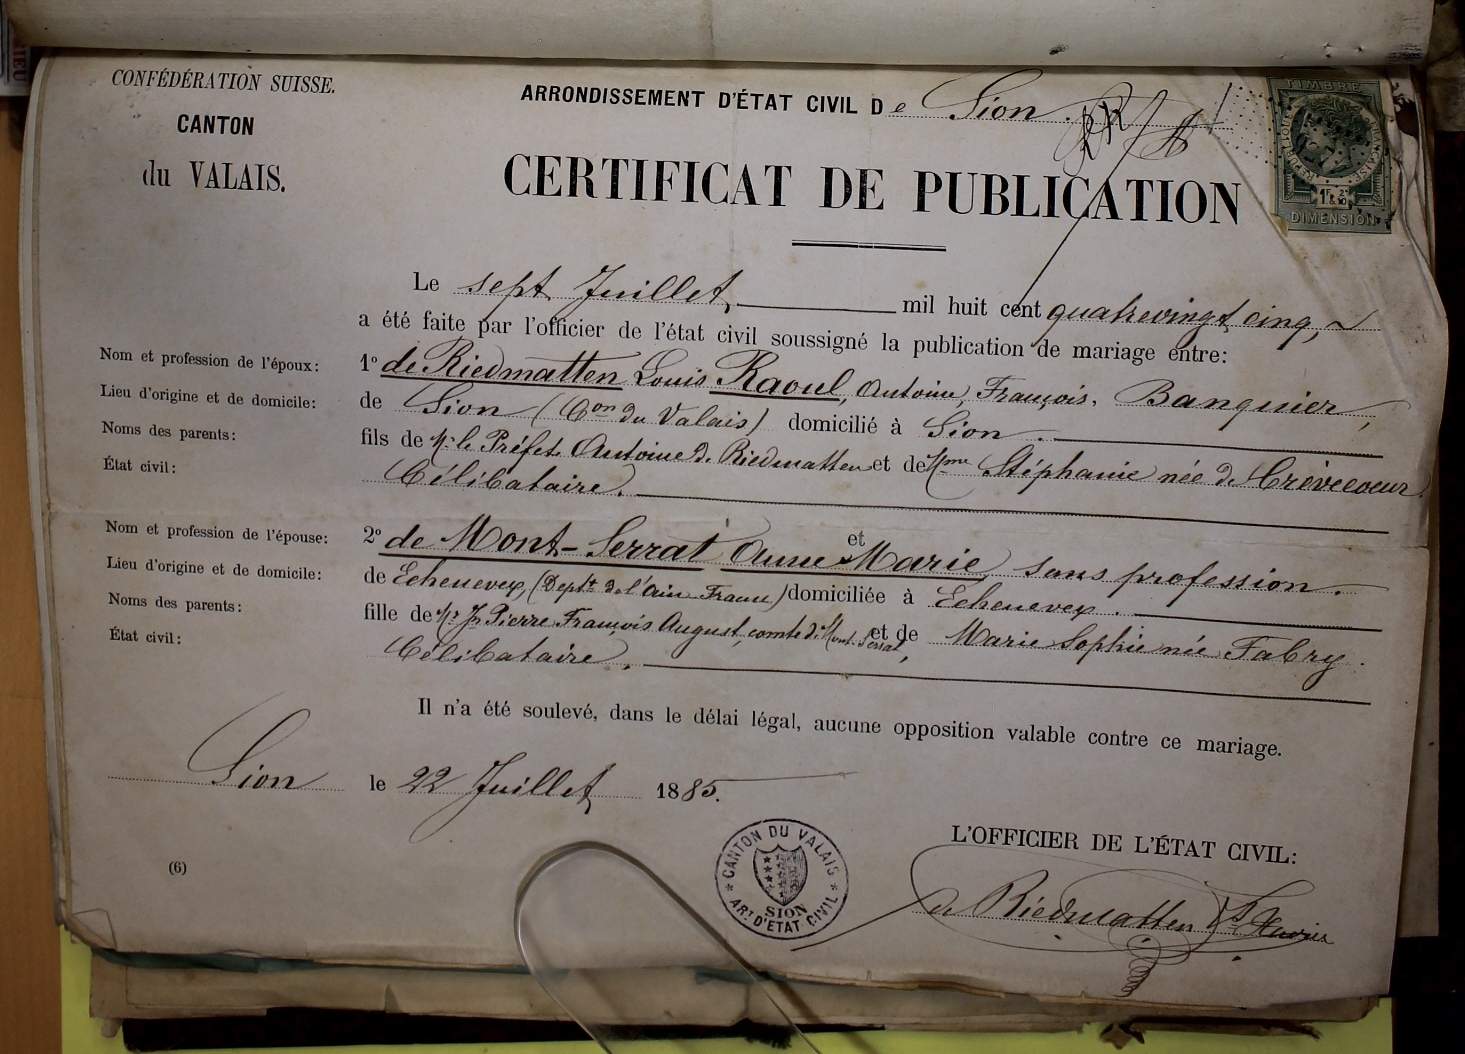 CONFÉDÉRATION SUISSE.
CANTON
du VALAIS.
ARRONDISSEMENT D'ÉTAT CIVIL De Sion.
TIMBRE
DIMENSION
CERTIFICAT DE PUBLICATION
Le sept Juillet, mil huit cent quatrevingt cinq,
a été faite par l'officier de l'état civil soussigné la publication de mariage entre:
Nom et profession de l'époux: 1º de Riedmatten Louis Raoul, Antoine, François, Banquier,
Lieu d'origine et de domicile: de Sion (Con du Valais) domicilié à Sion.
Noms des parents: fils de Mr le Préfet Antoine d. Riedmatten et de Mme Stéphanie née de Crèvecoeur.
État civil: Célibataire.
et
Nom et profession de l'épouse: 2º de Mont-Serrat Anne Marie, sans profession.
Lieu d'origine et de domicile: de Echenevex, (Deptt de l'Ain France) domiciliée à Echenevex.
Noms des parents: fille de Mr Jn Pierre François August, comte d. Mont-Serrat, et de Marie Sophie née Fabry.
État civil: Célibataire.
Il n'a été soulevé, dans le délai légal, aucune opposition valable contre ce mariage.
Sion le 22 Juillet 1885.
L'OFFICIER DE L'ÉTAT CIVIL:
(6)
CANTON DU VALAIS
SION
ART D'ÉTAT CIVIL
de Riedmatten